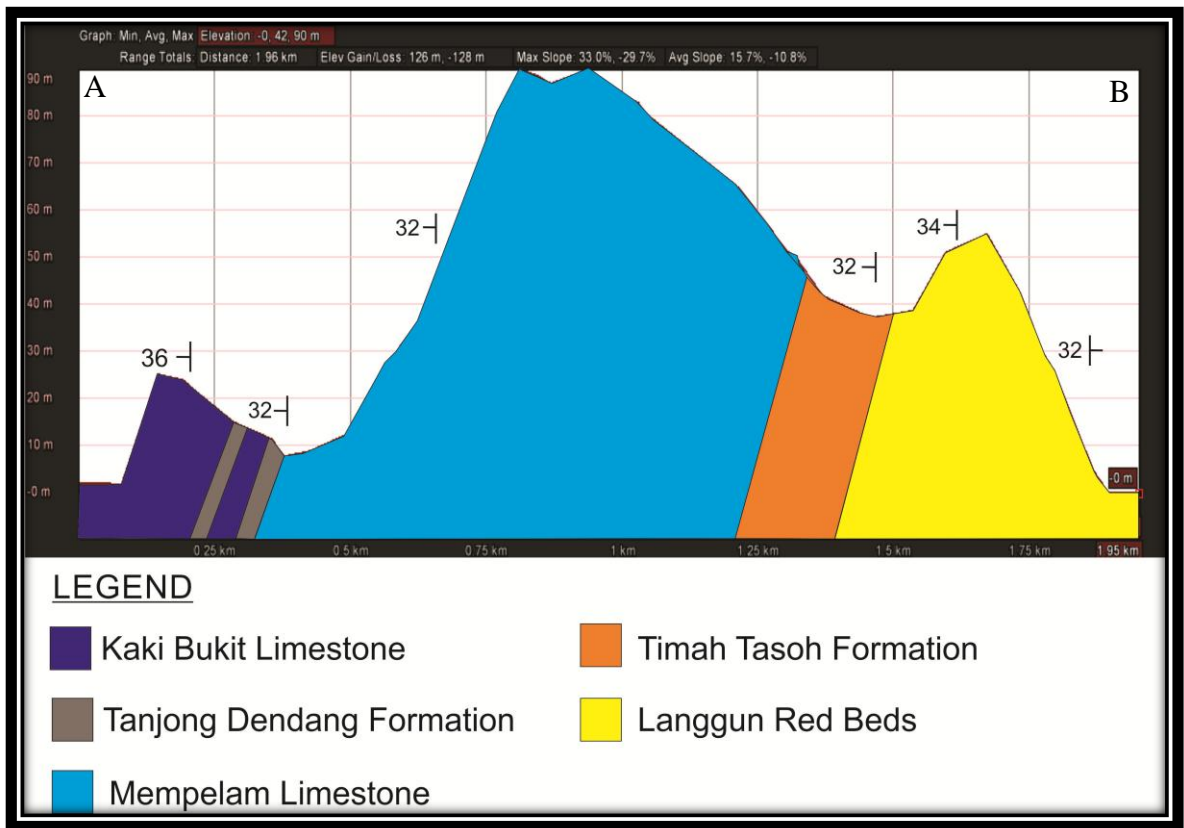 Graph: Min, Avg, Max Elevation: -0, 42, 90 m
Range Totals: Distance: 1.96 km Elev Gain/Loss: 126 m, -128 m Max Slope: 33.0%, -29.7% Avg Slope: 15.7%, -10.8%
A
B
90 m
80 m
70 m
60 m
50 m
40 m
30 m
20 m
10 m
-0 m
36
32
32
32
34
32
-0 m
0.25 km
0.5 km
0.75 km
1 km
1.25 km
1.5 km
1.75 km
1.95 km
LEGEND
Kaki Bukit Limestone
Tanjong Dendang Formation
Mempelam Limestone
Timah Tasoh Formation
Langgun Red Beds